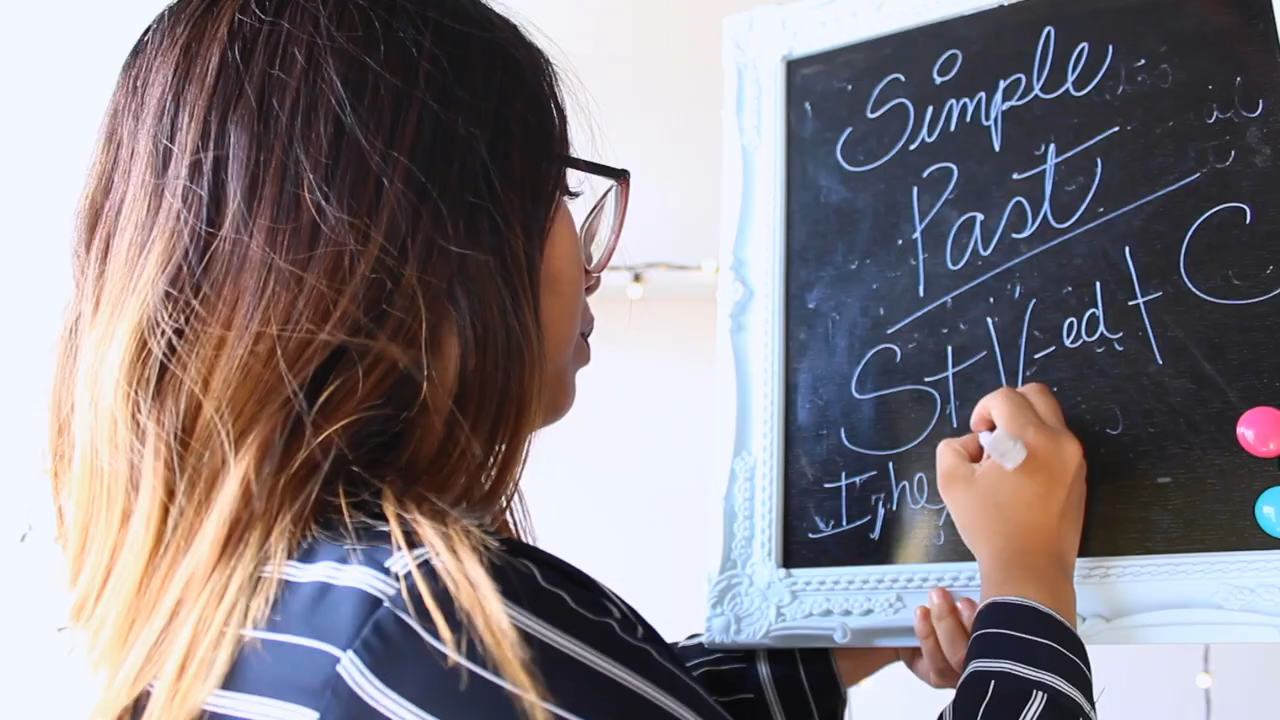 Simple
Past
S + V-ed + C
I, he,